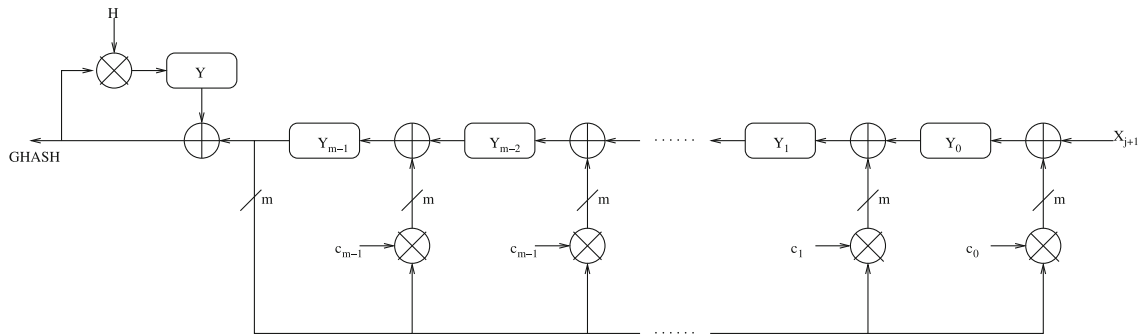 H
Y
GHASH
Y_{m-1}
Y_{m-2}
......
Y_1
Y_0
X_{j+1}
m
m
m
m
m
c_{m-1}
c_{m-1}
c_1
c_0
......